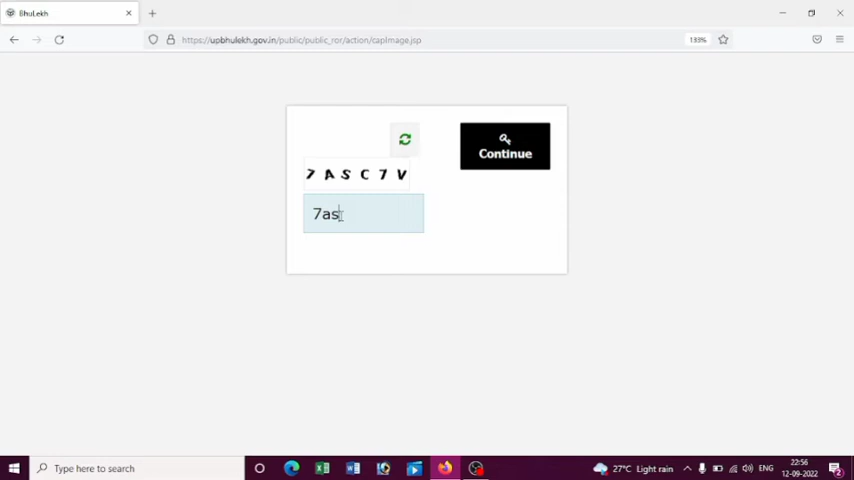 BhuLekh
https://upbhulekh.gov.in/public/public_ror/action/capImage.jsp
133%
7 A S C 7 V
Continue
7as
Type here to search
27°C Light rain
ENG
22:56
12-09-2022
2